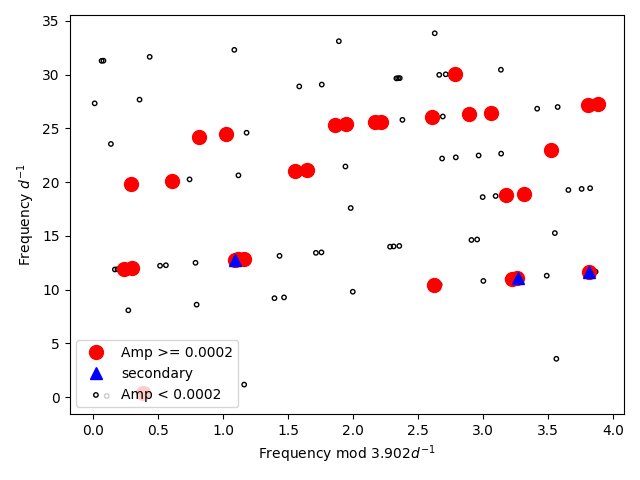 35
30
25
20
15
10
5
0
Frequency $d^{-1}$
Amp >= 0.0002
secondary
Amp < 0.0002
0.0 0.5 1.0 1.5 2.0 2.5 3.0 3.5 4.0
Frequency mod 3.902$d^{-1}$